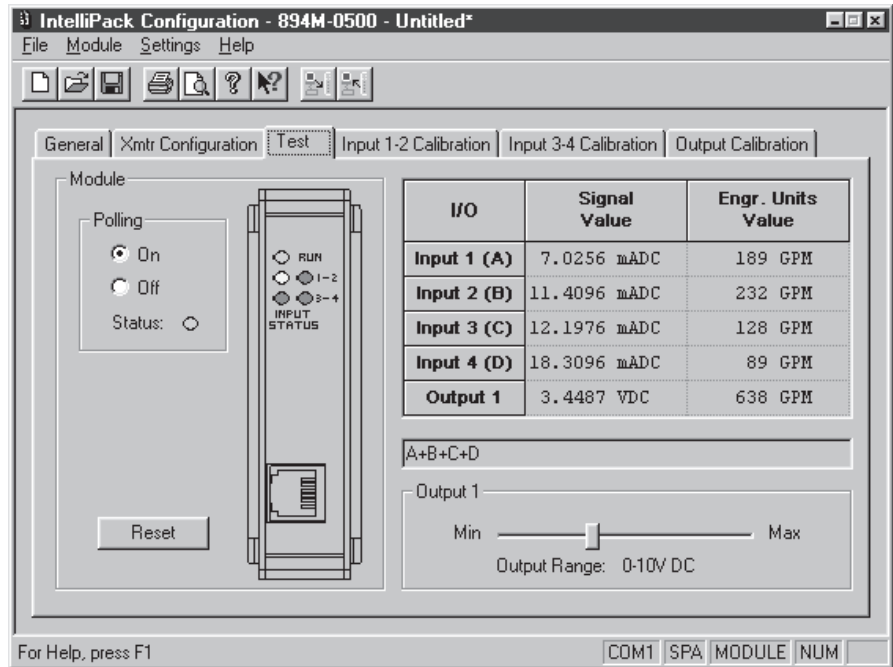 IntelliPack Configuration - 894M-0500 - Untitled*
File Module Settings Help
General Xmtr Configuration Test Input 1-2 Calibration Input 3-4 Calibration Output Calibration
Module
Polling
On
Off
Status:
RUN
1-2
3-4
INPUT
STATUS
Reset
I/O Signal Value Engr. Units Value
Input 1 (A) 7.0256 mADC 189 GPM
Input 2 (B) 11.4096 mADC 232 GPM
Input 3 (C) 12.1976 mADC 128 GPM
Input 4 (D) 18.3096 mADC 89 GPM
Output 1 3.4487 VDC 638 GPM
A+B+C+D
Output 1
Min Max
Output Range: 0-10V DC
For Help, press F1 COM1 SPA MODULE NUM